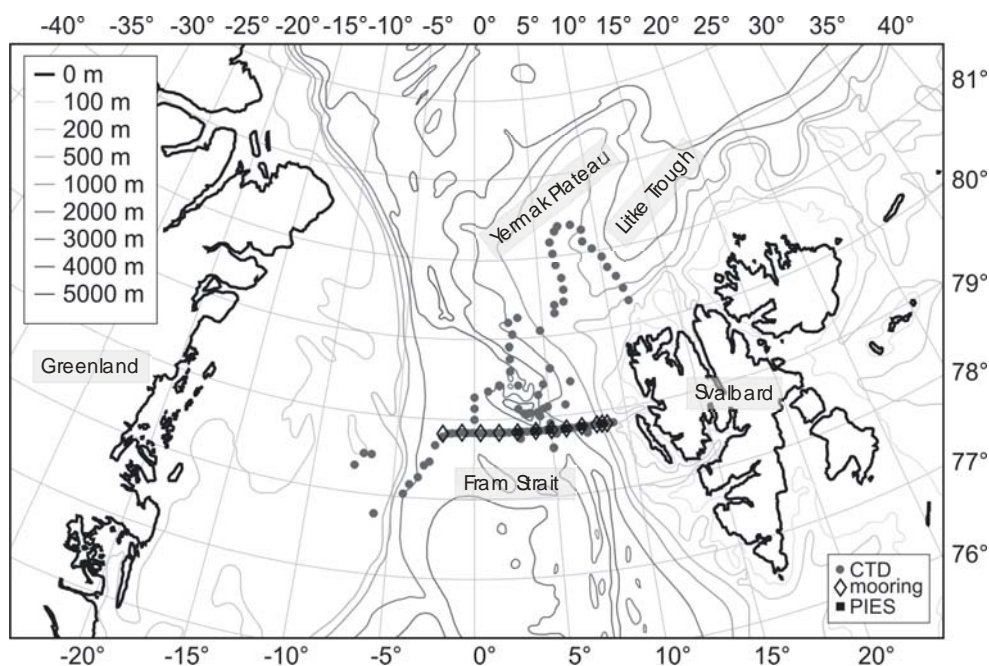 -40° -35° -30° -25° -20° -15° -10° -5° 0° 5° 10° 15° 20° 25° 30° 35° 40°
0 m
100 m
200 m
500 m
1000 m
2000 m
3000 m
4000 m
5000 m
81°
80°
79°
78°
77°
76°
Yermak Plateau
Litke Trough
Greenland
Svalbard
Fram Strait
CTD
mooring
PIES
-20° -15° -10° -5° 0° 5° 10° 15° 20°